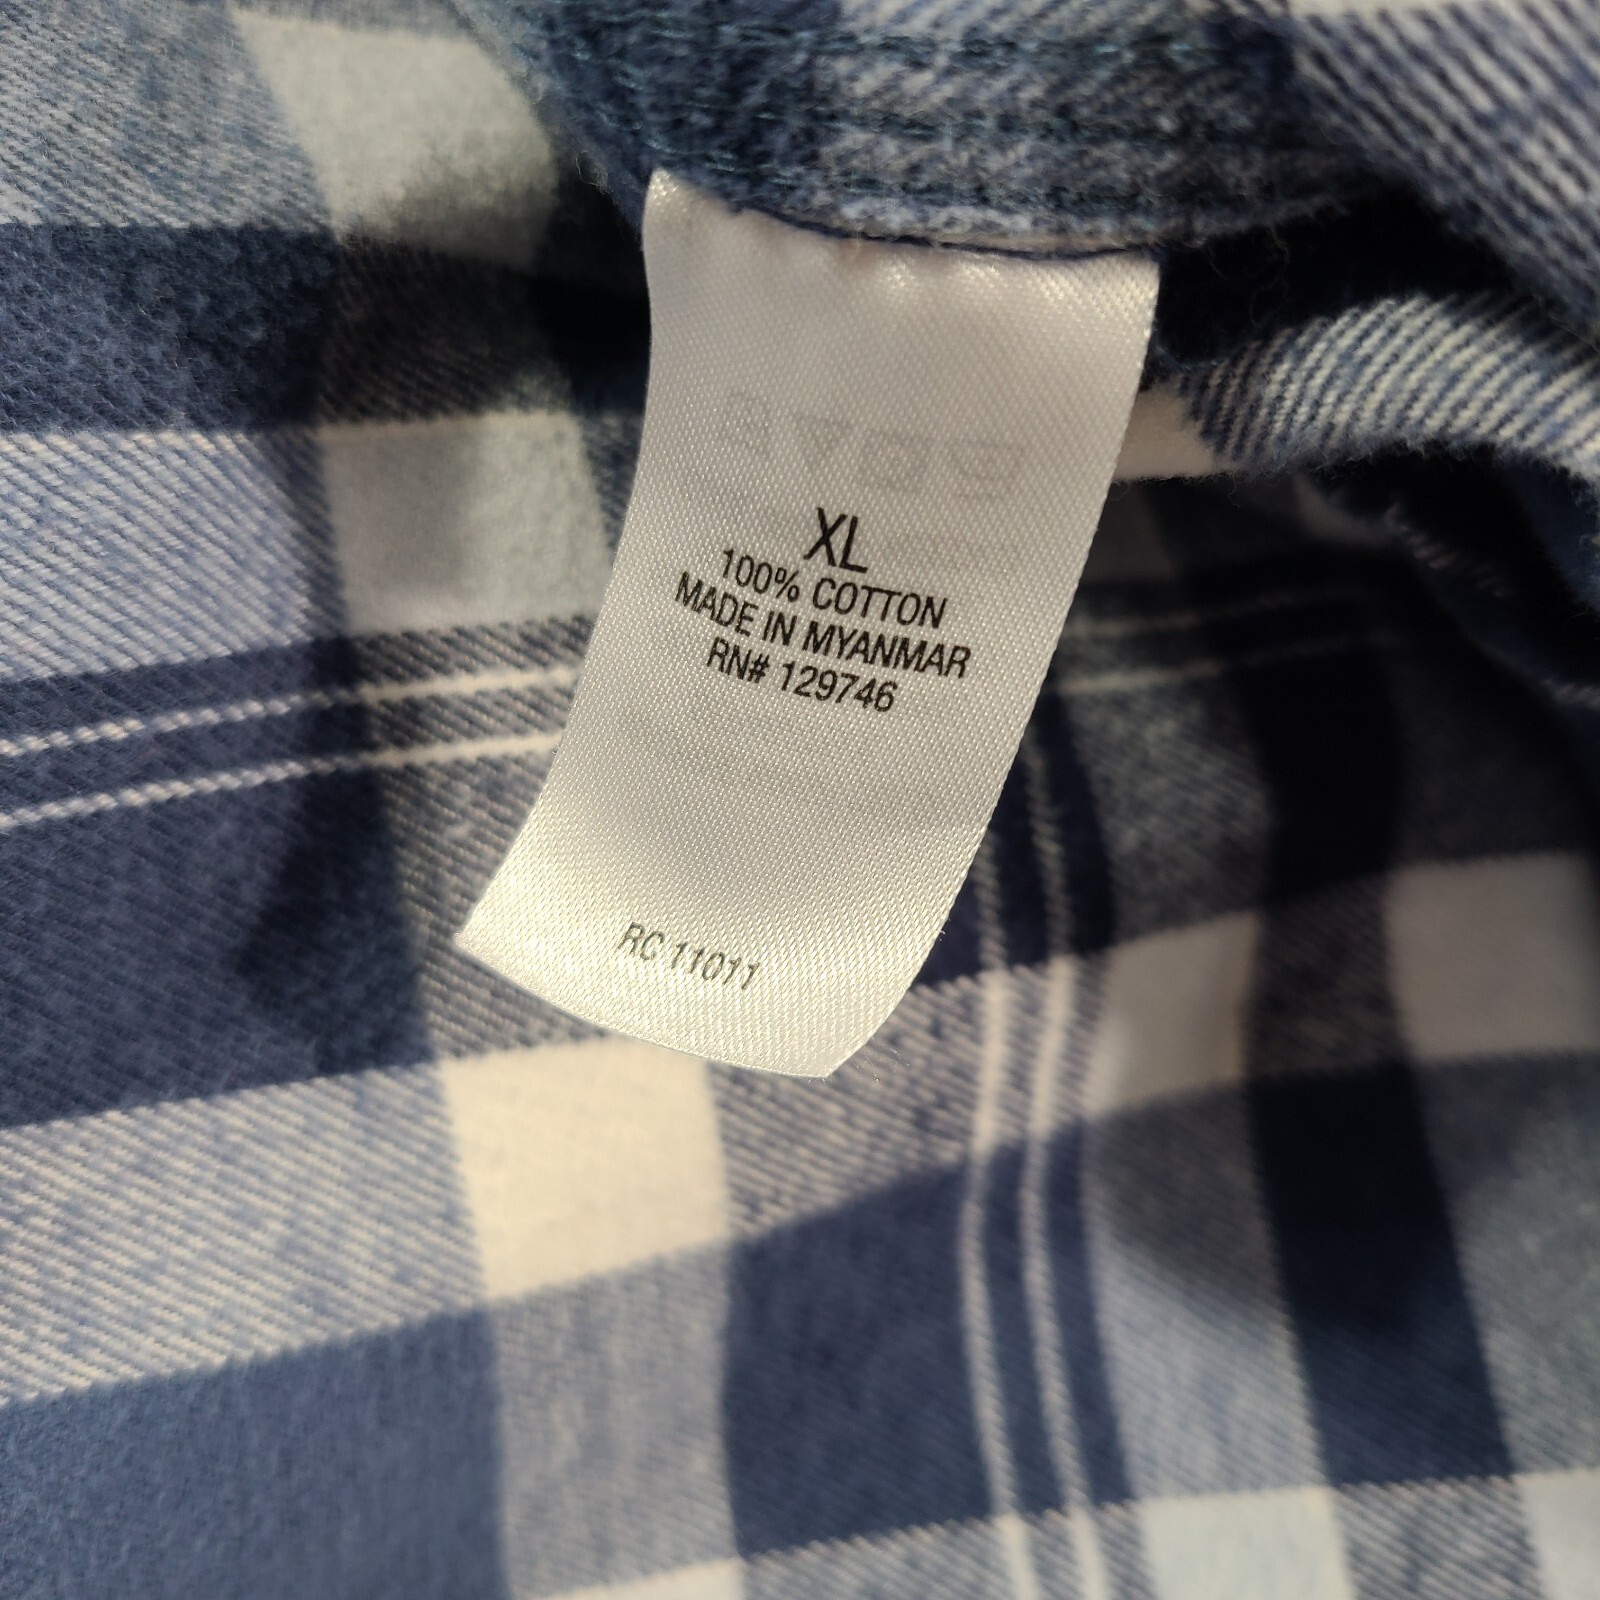 XL
100% COTTON
MADE IN MYANMAR
RN# 129746
RC 11011